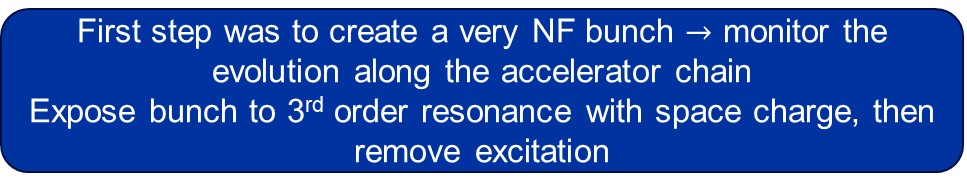 First step was to create a very NF bunch → monitor the
evolution along the accelerator chain
Expose bunch to 3rd order resonance with space charge, then
remove excitation